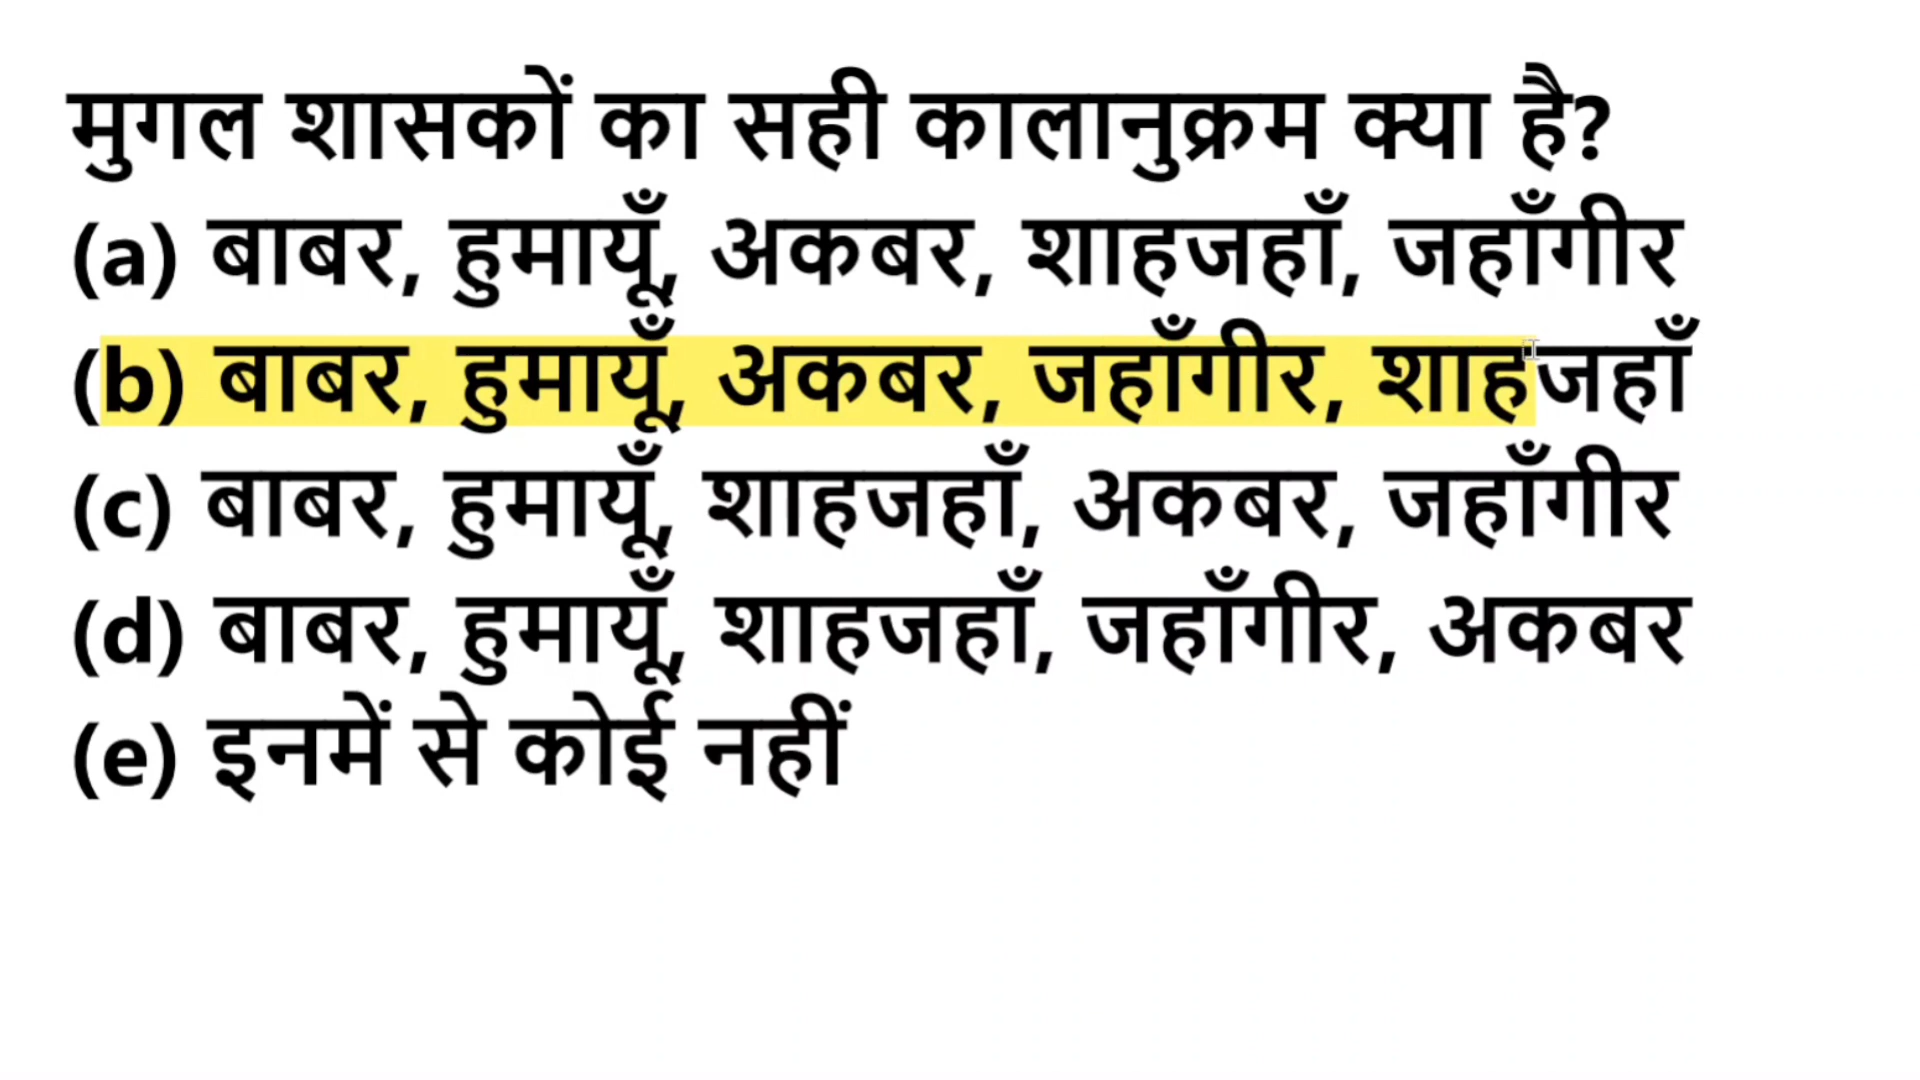 मुगल शासकों का सही कालानुक्रम क्या है?
(a) बाबर, हुमायूँ, अकबर, शाहजहाँ, जहाँगीर
(b) बाबर, हुमायूँ, अकबर, जहाँगीर, शाहजहाँ
(c) बाबर, हुमायूँ, शाहजहाँ, अकबर, जहाँगीर
(d) बाबर, हुमायूँ, शाहजहाँ, जहाँगीर, अकबर
(e) इनमें से कोई नहीं